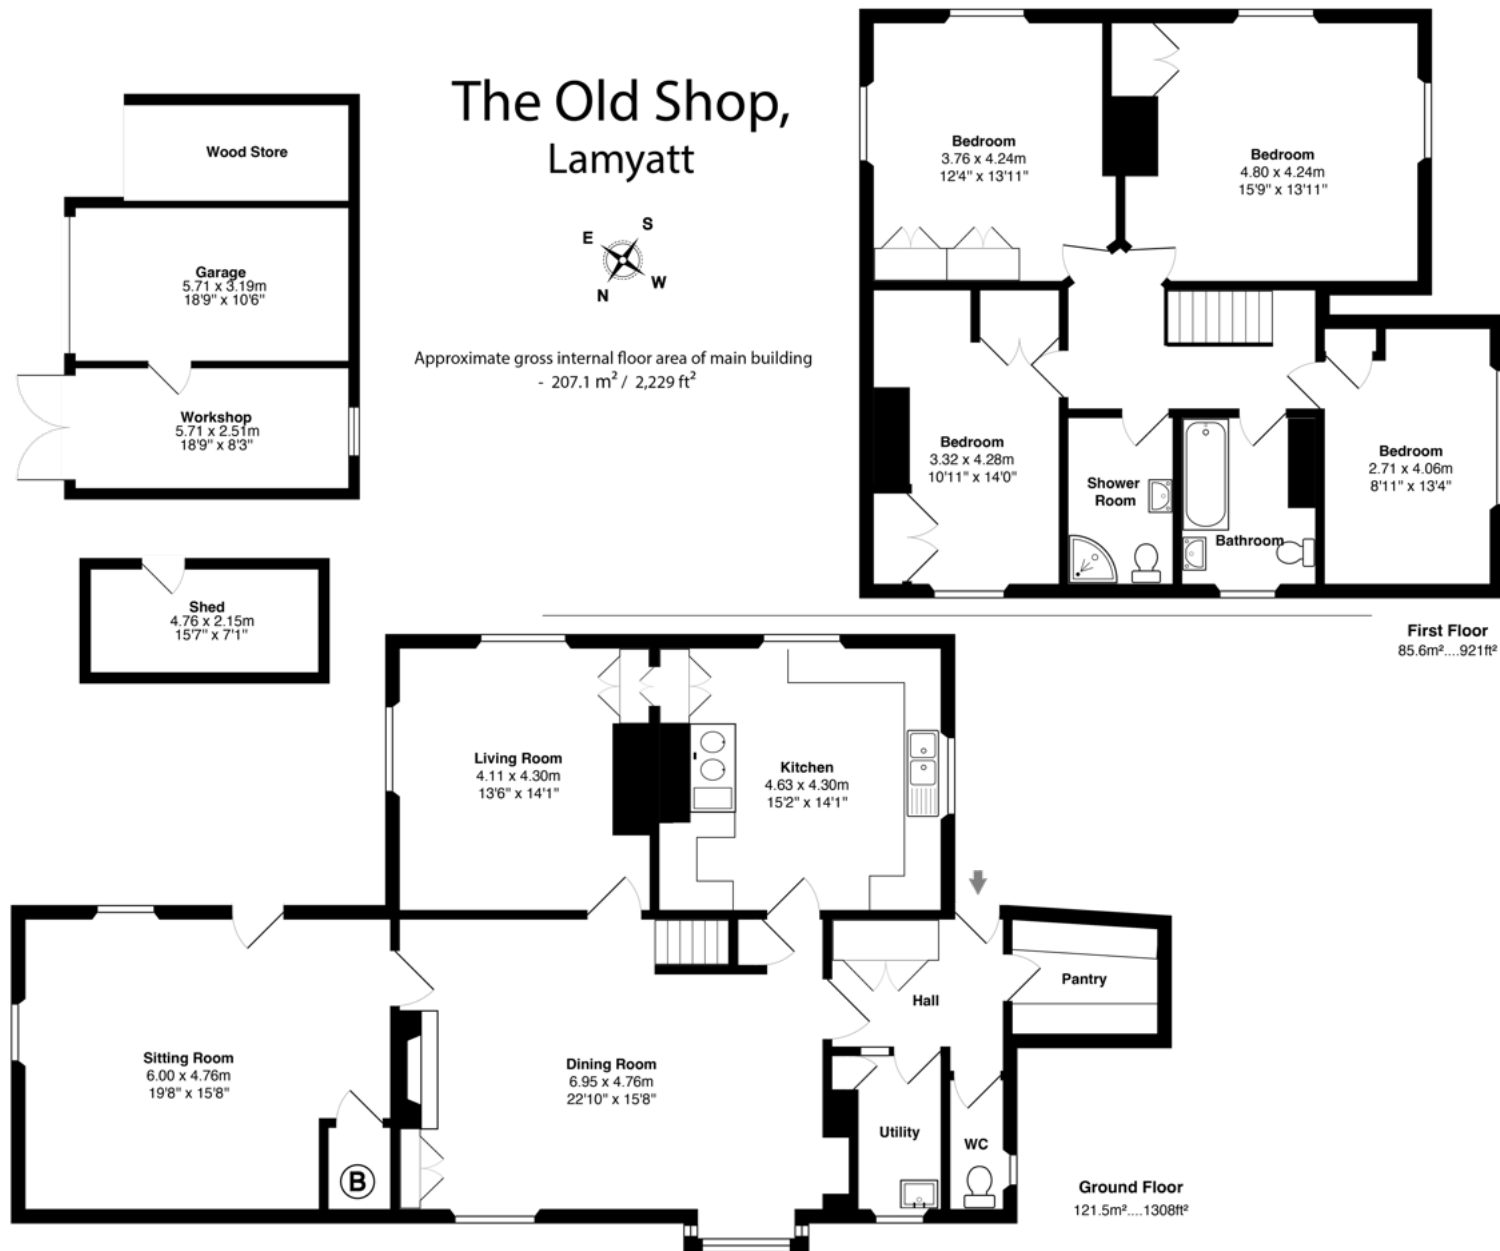 The Old Shop,
Lamyatt
E
S
N
W
Approximate gross internal floor area of main building
- 207.1 m² / 2,229 ft²
Wood Store
Garage
5.71 x 3.19m
18'9" x 10'6"
Workshop
5.71 x 2.51m
18'9" x 8'3"
Shed
4.76 x 2.15m
15'7" x 7'1"
Bedroom
3.76 x 4.24m
12'4" x 13'11"
Bedroom
4.80 x 4.24m
15'9" x 13'11"
Bedroom
3.32 x 4.28m
10'11" x 14'0"
Shower
Room
Bathroom
Bedroom
2.71 x 4.06m
8'11" x 13'4"
First Floor
85.6m²....921ft²
Living Room
4.11 x 4.30m
13'6" x 14'1"
Kitchen
4.63 x 4.30m
15'2" x 14'1"
Sitting Room
6.00 x 4.76m
19'8" x 15'8"
B
Dining Room
6.95 x 4.76m
22'10" x 15'8"
Hall
Pantry
Utility
WC
Ground Floor
121.5m²....1308ft²